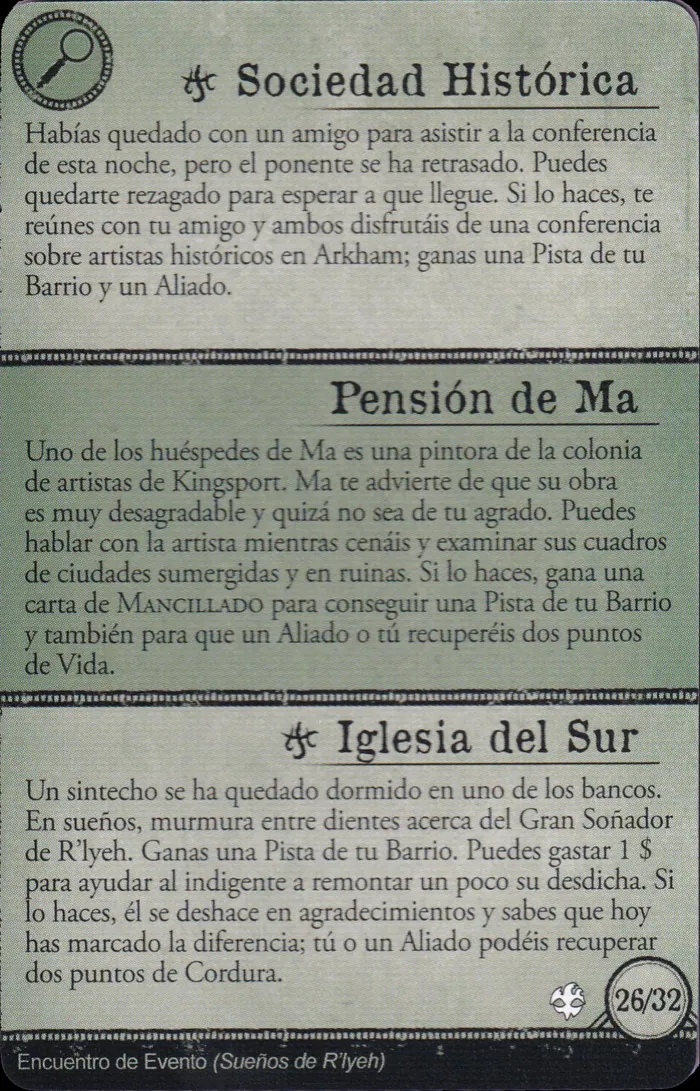 Sociedad Histórica
Habías quedado con un amigo para asistir a la conferencia
de esta noche, pero el ponente se ha retrasado. Puedes
quedarte rezagado para esperar a que llegue. Si lo haces, te
reúnes con tu amigo y ambos disfrutáis de una conferencia
sobre artistas históricos en Arkham; ganas una Pista de tu
Barrio y un Aliado.
Pensión de Ma
Uno de los huéspedes de Ma es una pintora de la colonia
de artistas de Kingsport. Ma te advierte de que su obra
es muy desagradable y quizá no sea de tu agrado. Puedes
hablar con la artista mientras cenáis y examinar sus cuadros
de ciudades sumergidas y en ruinas. Si lo haces, gana una
carta de MANCILLADO para conseguir una Pista de tu Barrio
y también para que un Aliado o tú recuperéis dos puntos
de Vida.
Iglesia del Sur
Un sintecho se ha quedado dormido en uno de los bancos.
En sueños, murmura entre dientes acerca del Gran Soñador
de R'lyeh. Ganas una Pista de tu Barrio. Puedes gastar 1 $
para ayudar al indigente a remontar un poco su desdicha. Si
lo haces, él se deshace en agradecimientos y sabes que hoy
has marcado la diferencia; tú o un Aliado podéis recuperar
dos puntos de Cordura.
26/32
Encuentro de Evento (Sueños de R'lyeh)